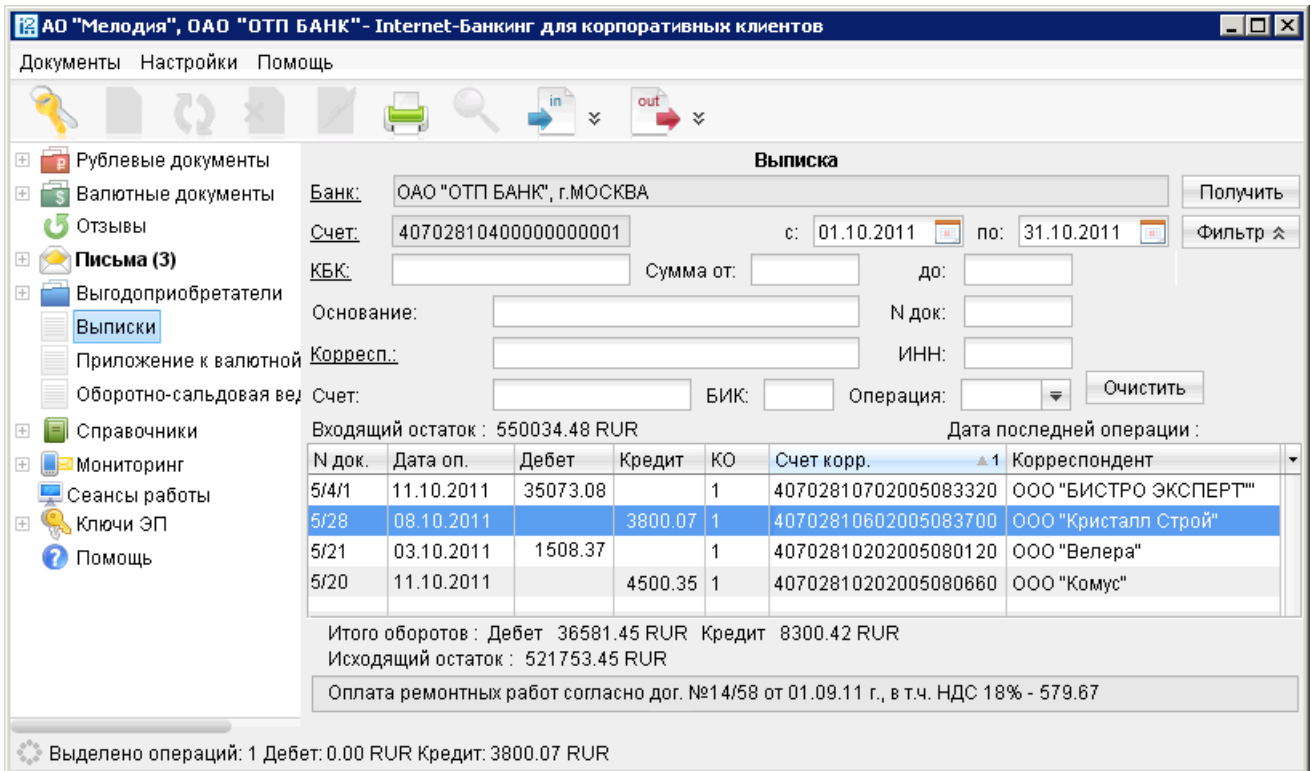 АО "Мелодия", ОАО "ОТП БАНК" - Internet-Банкинг для корпоративных клиентов
Документы Настройки Помощь
in out
Рублевые документы
Валютные документы
Отзывы
Письма (3)
Выгодоприобретатели
Выписки
Приложение к валютной
Оборотно-сальдовая вед
Справочники
Мониторинг
Сеансы работы
Ключи ЭП
Помощь
Выписка
Банк: ОАО "ОТП БАНК", г.МОСКВА Получить
Счет: 40702810400000000001 с: 01.10.2011 по: 31.10.2011 Фильтр
КБК: Сумма от: до:
Основание: N док:
Корресп.: ИНН:
Счет: БИК: Операция: Очистить
Входящий остаток : 550034.48 RUR Дата последней операции :
N док. Дата оп. Дебет Кредит КО Счет корр. 1 Корреспондент
5/4/1 11.10.2011 35073.08 1 40702810702005083320 ООО "БИСТРО ЭКСПЕРТ""
5/28 08.10.2011 3800.07 1 40702810602005083700 ООО "Кристалл Строй"
5/21 03.10.2011 1508.37 1 40702810202005080120 ООО "Велера"
5/20 11.10.2011 4500.35 1 40702810202005080660 ООО "Комус"
Итого оборотов : Дебет 36581.45 RUR Кредит 8300.42 RUR
Исходящий остаток : 521753.45 RUR
Оплата ремонтных работ согласно дог. №14/58 от 01.09.11 г., в т.ч. НДС 18% - 579.67
Выделено операций: 1 Дебет: 0.00 RUR Кредит: 3800.07 RUR